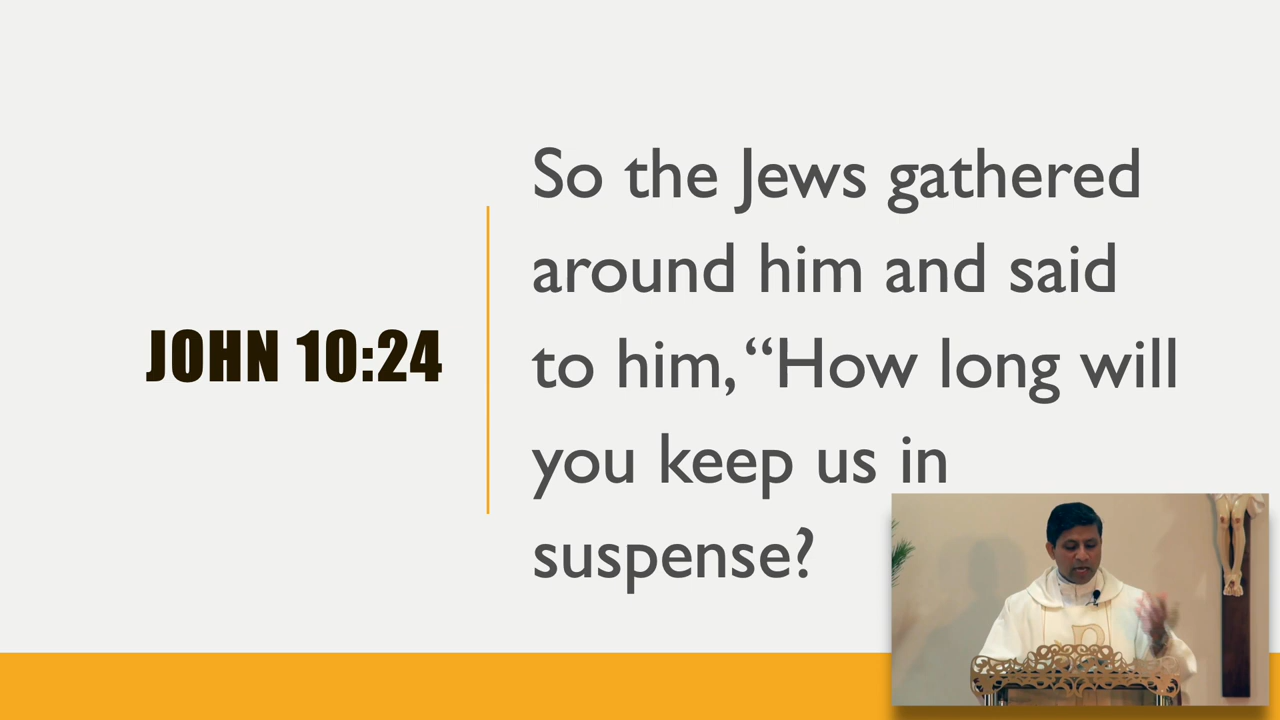 JOHN 10:24
So the Jews gathered
around him and said
to him, “How long will
you keep us in
suspense?